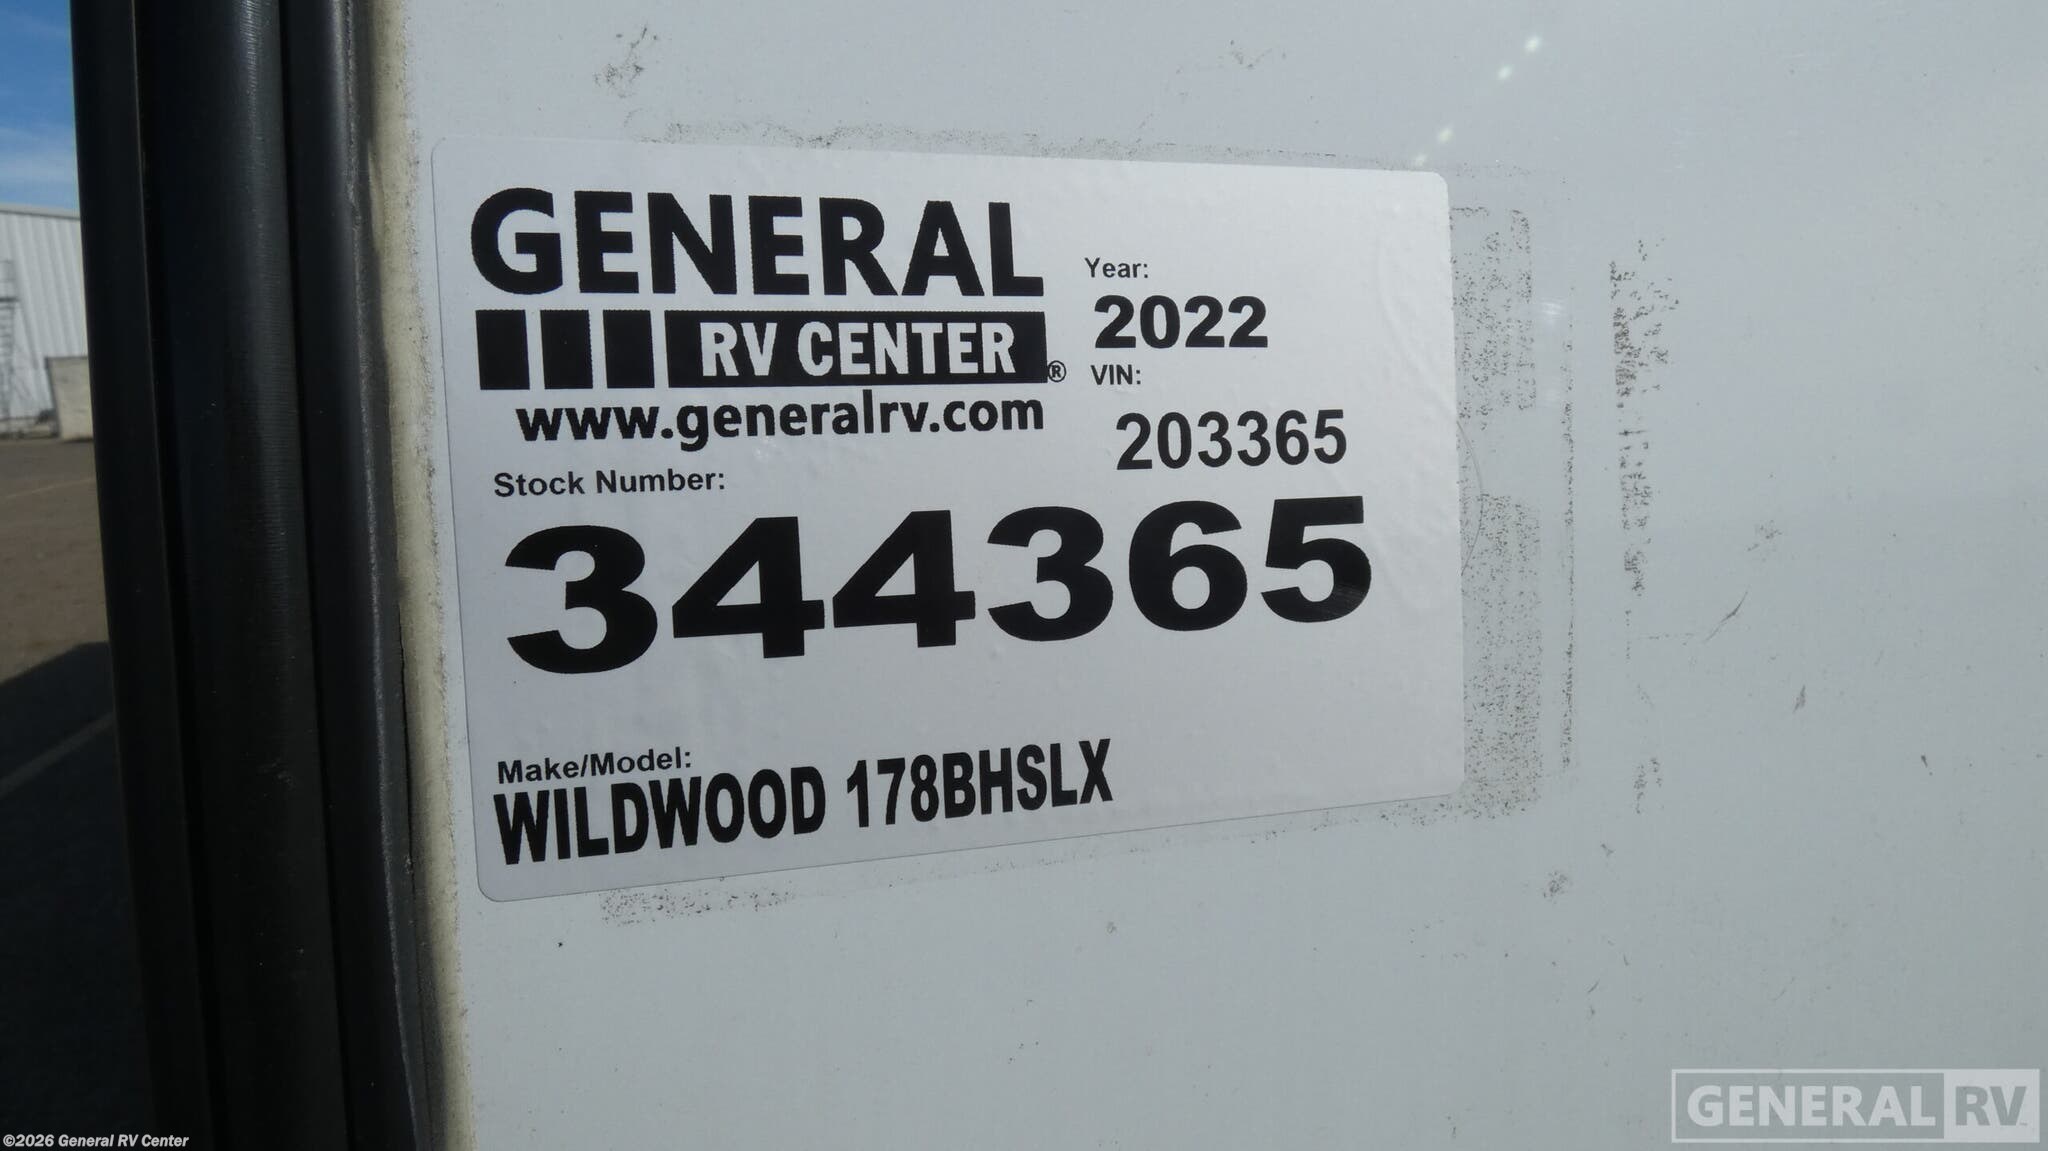 GENERAL
RV CENTER®
www.generalrv.com
Year:
2022
VIN:
203365
Stock Number:
344365
Make/Model:
WILDWOOD 178BHSLX
©2026 General RV Center
GENERAL RV